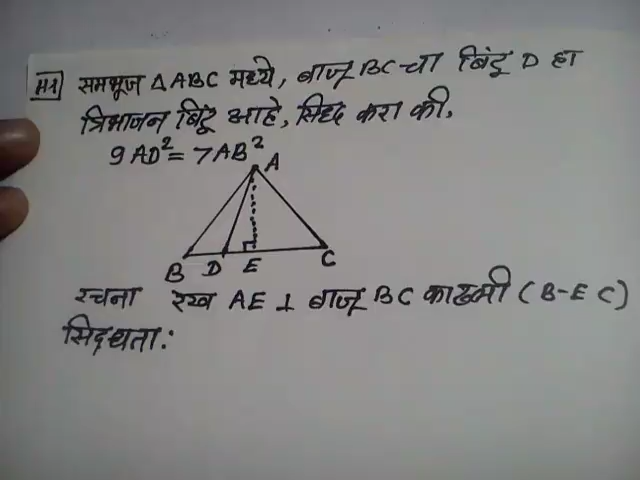 H1 समभूज △ABC मध्ये, बाजू BC चा बिंदू D हा
त्रिभाजन बिंदू आहे, सिध्द करा की,
9AD²= 7AB²
A
B D E C
रचना रेख AE ⊥ बाजू BC काढली (B-E C)
सिद्धता: